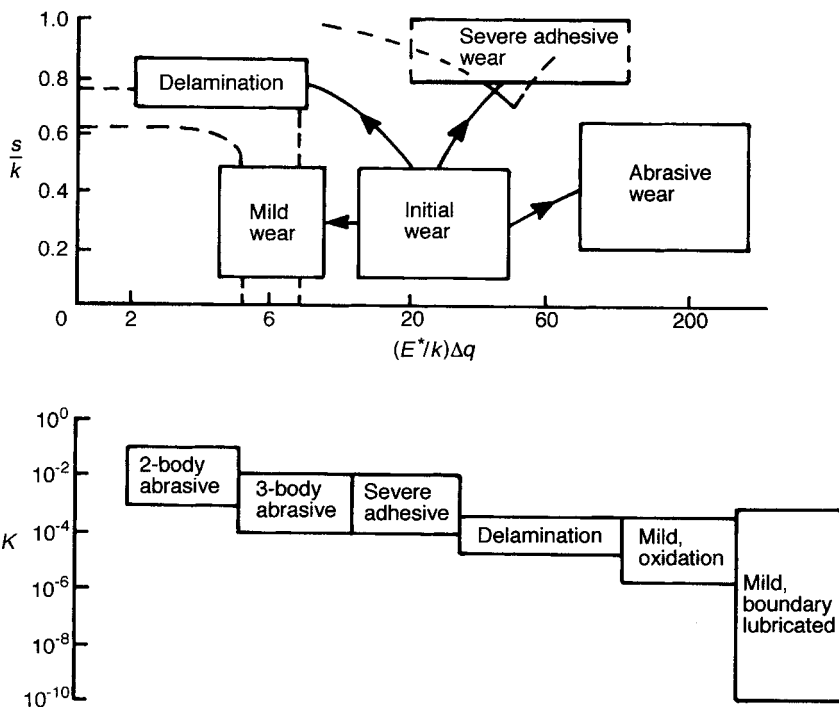 1.0
0.8
0.6
0.4
0.2
0
s/k
Delamination
Severe adhesive
wear
Mild
wear
Initial
wear
Abrasive
wear
2
6
20
60
200
(E*/k)Δq
10⁰
10⁻²
10⁻⁴
10⁻⁶
10⁻⁸
10⁻¹⁰
K
2-body
abrasive
3-body
abrasive
Severe
adhesive
Delamination
Mild,
oxidation
Mild,
boundary
lubricated